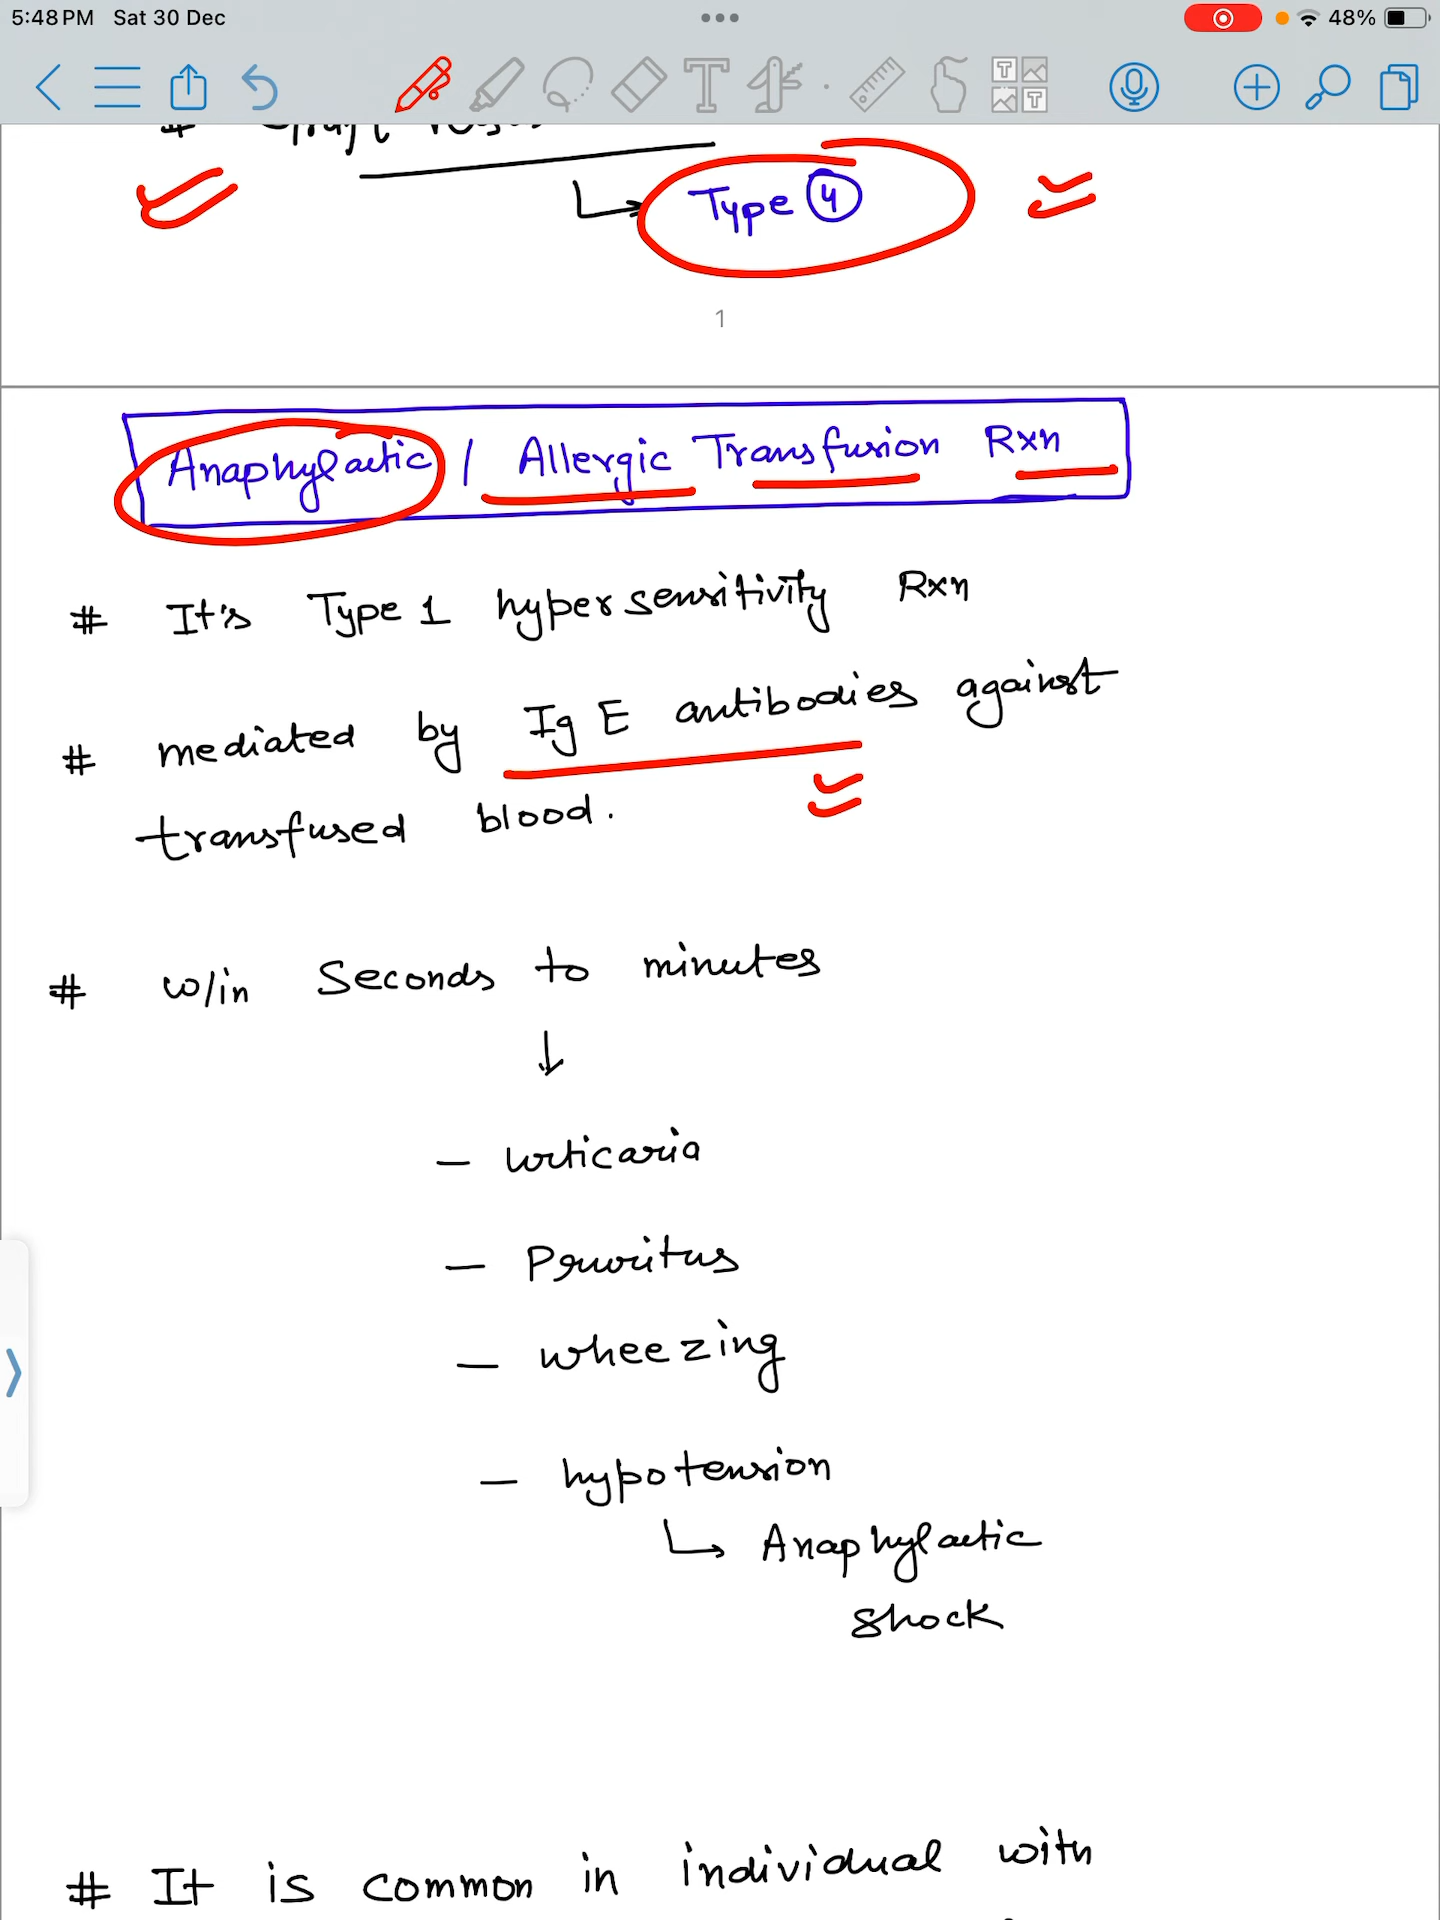 5:48 PM Sat 30 Dec
48%
#
Type 4
1
Anaphylactic / Allergic Transfusion Rxn
# It's Type 1 hypersensitivity Rxn
# mediated by Ig E antibodies against
transfused blood.
# w/in Seconds to minutes
↓
— Urticaria
— Pruritus
— wheezing
— hypotension
↳ Anaphylactic
shock
# It is common in individual with